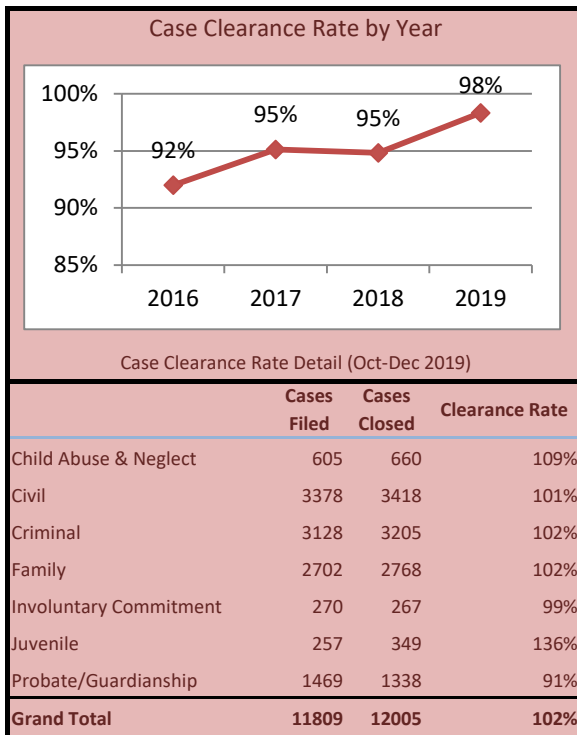 Case Clearance Rate by Year
100%
95%
90%
85%
92%
95%
95%
98%
2016 2017 2018 2019
Case Clearance Rate Detail (Oct-Dec 2019)
Cases Filed Cases Closed Clearance Rate
Child Abuse & Neglect 605 660 109%
Civil 3378 3418 101%
Criminal 3128 3205 102%
Family 2702 2768 102%
Involuntary Commitment 270 267 99%
Juvenile 257 349 136%
Probate/Guardianship 1469 1338 91%
Grand Total 11809 12005 102%